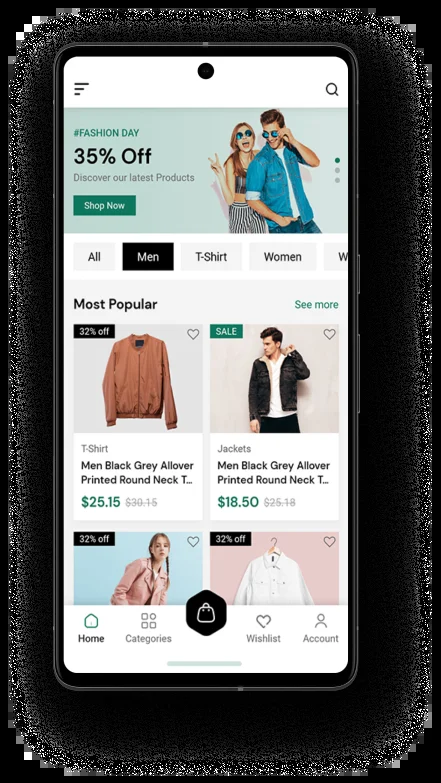 #FASHION DAY
35% Off
Discover our latest Products
Shop Now
All
Men
T-Shirt
Women
W
Most Popular
See more
32% off
SALE
T-Shirt
Jackets
Men Black Grey Allover
Printed Round Neck T...
Men Black Grey Allover
Printed Round Neck T...
$25.15 $30.15
$18.50 $25.18
32% off
32% off
Home
Categories
Wishlist
Account